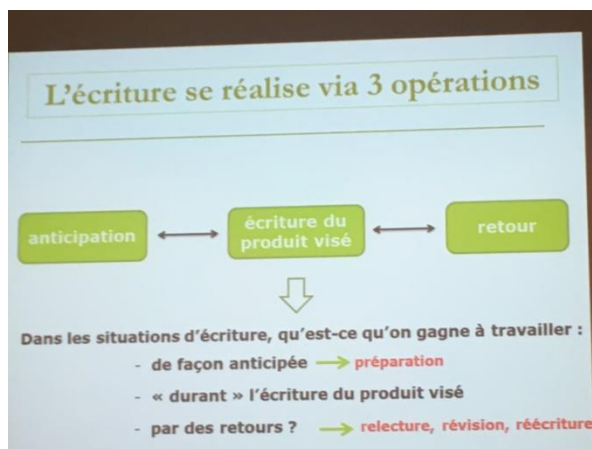 L'écriture se réalise via 3 opérations
anticipation
écriture du
produit visé
retour
Dans les situations d'écriture, qu'est-ce qu'on gagne à travailler :
- de façon anticipée → préparation
- « durant » l'écriture du produit visé
- par des retours ? → relecture, révision, réécriture